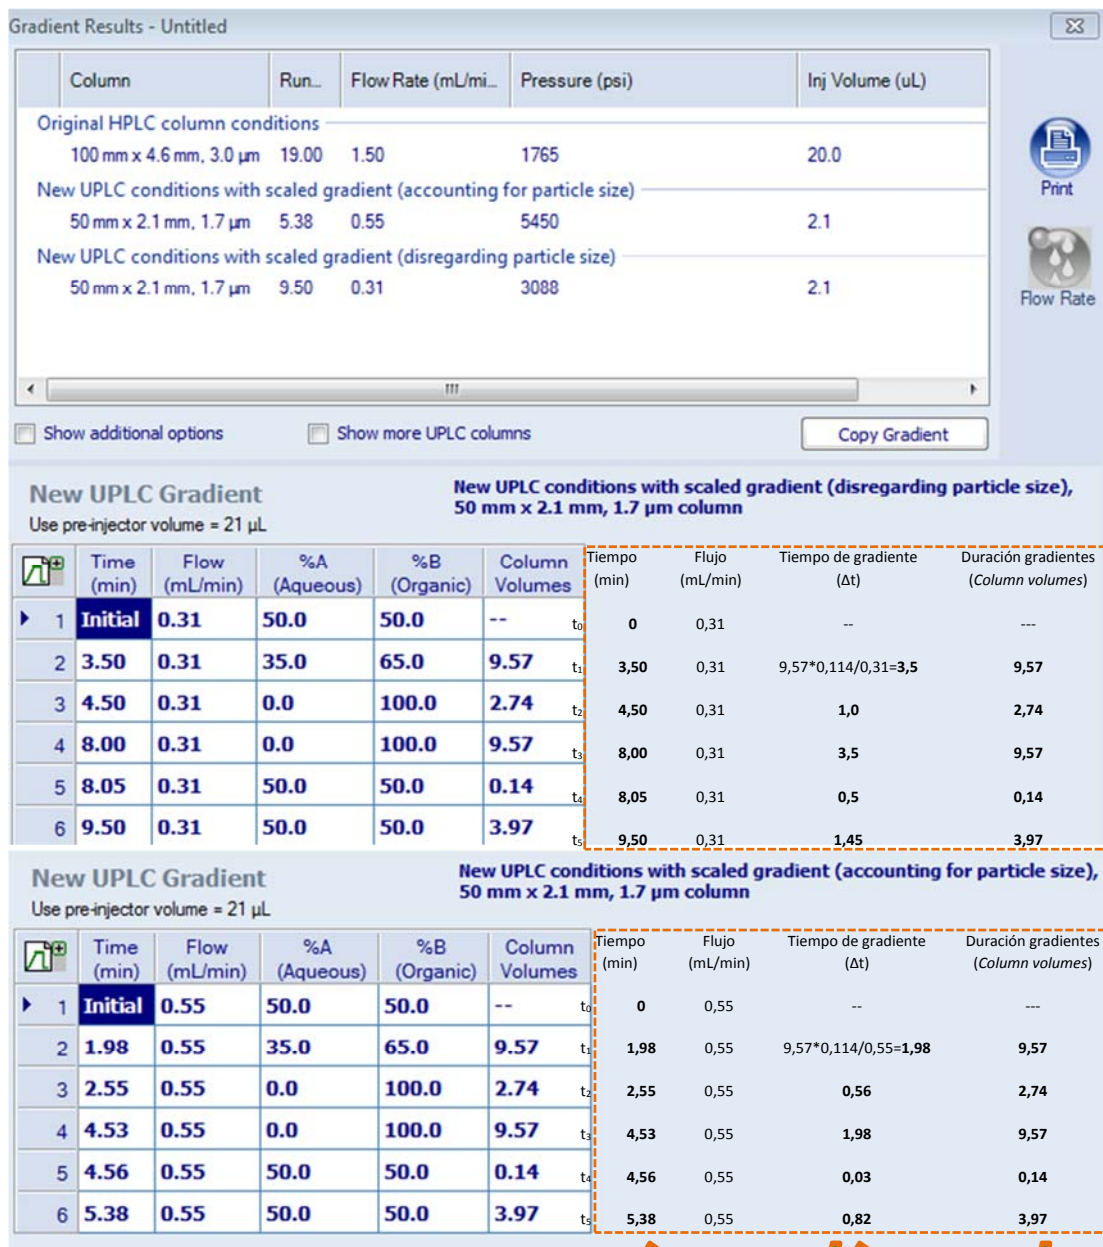 Gradient Results - Untitled
Column Run... Flow Rate (mL/mi... Pressure (psi) Inj Volume (uL)
Original HPLC column conditions
100 mm x 4.6 mm, 3.0 µm 19.00 1.50 1765 20.0
New UPLC conditions with scaled gradient (accounting for particle size)
50 mm x 2.1 mm, 1.7 µm 5.38 0.55 5450 2.1
New UPLC conditions with scaled gradient (disregarding particle size)
50 mm x 2.1 mm, 1.7 µm 9.50 0.31 3088 2.1
Print
Flow Rate
Show additional options Show more UPLC columns Copy Gradient
New UPLC Gradient
Use pre-injector volume = 21 µL
New UPLC conditions with scaled gradient (disregarding particle size),
50 mm x 2.1 mm, 1.7 µm column
Time (min) Flow (mL/min) %A (Aqueous) %B (Organic) Column Volumes Tiempo (min) Flujo (mL/min) Tiempo de gradiente (Δt) Duración gradientes (Column volumes)
1 Initial 0.31 50.0 50.0 -- t₀ 0 0,31 -- ---
2 3.50 0.31 35.0 65.0 9.57 t₁ 3,50 0,31 9,57*0,114/0,31=3,5 9,57
3 4.50 0.31 0.0 100.0 2.74 t₂ 4,50 0,31 1,0 2,74
4 8.00 0.31 0.0 100.0 9.57 t₃ 8,00 0,31 3,5 9,57
5 8.05 0.31 50.0 50.0 0.14 t₄ 8,05 0,31 0,5 0,14
6 9.50 0.31 50.0 50.0 3.97 t₅ 9,50 0,31 1,45 3,97
New UPLC Gradient
Use pre-injector volume = 21 µL
New UPLC conditions with scaled gradient (accounting for particle size),
50 mm x 2.1 mm, 1.7 µm column
Time (min) Flow (mL/min) %A (Aqueous) %B (Organic) Column Volumes Tiempo (min) Flujo (mL/min) Tiempo de gradiente (Δt) Duración gradientes (Column volumes)
1 Initial 0.55 50.0 50.0 -- t₀ 0 0,55 -- ---
2 1.98 0.55 35.0 65.0 9.57 t₁ 1,98 0,55 9,57*0,114/0,55=1,98 9,57
3 2.55 0.55 0.0 100.0 2.74 t₂ 2,55 0,55 0,56 2,74
4 4.53 0.55 0.0 100.0 9.57 t₃ 4,53 0,55 1,98 9,57
5 4.56 0.55 50.0 50.0 0.14 t₄ 4,56 0,55 0,03 0,14
6 5.38 0.55 50.0 50.0 3.97 t₅ 5,38 0,55 0,82 3,97